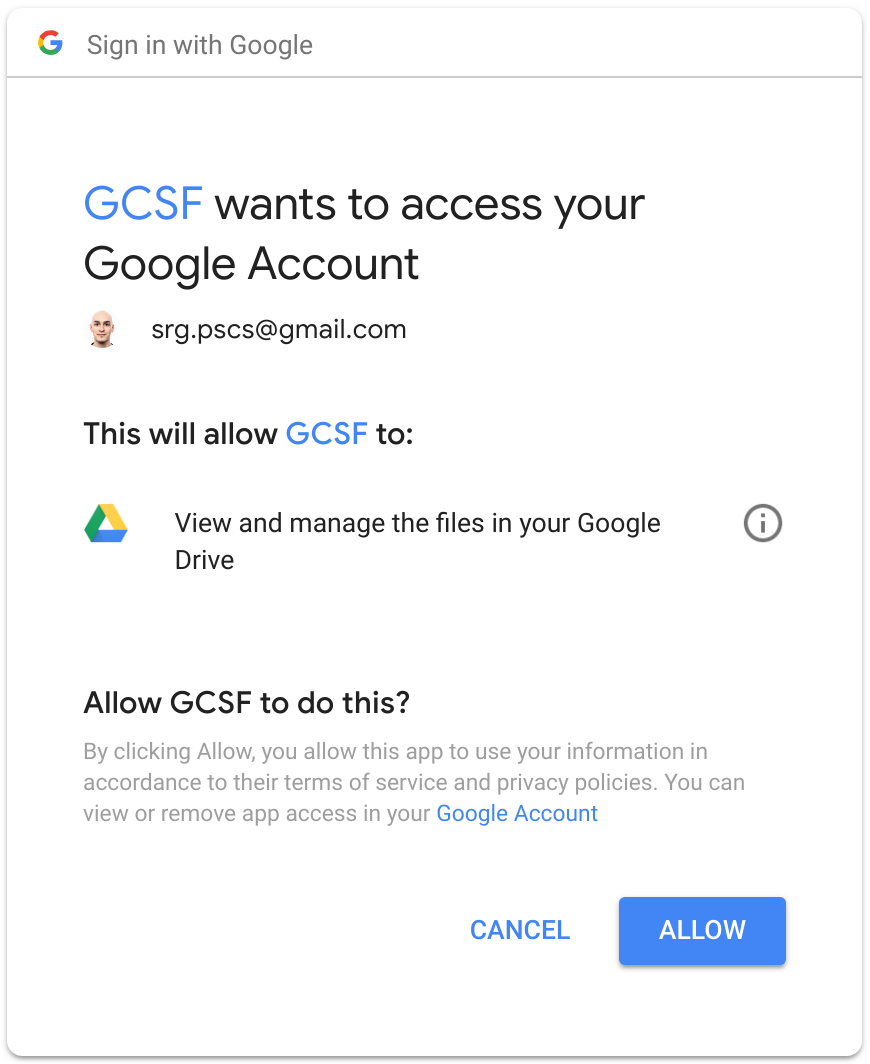 Sign in with Google
GCSF wants to access your
Google Account
srg.pscs@gmail.com
This will allow GCSF to:
View and manage the files in your Google
Drive
Allow GCSF to do this?
By clicking Allow, you allow this app to use your information in
accordance to their terms of service and privacy policies. You can
view or remove app access in your Google Account
CANCEL
ALLOW